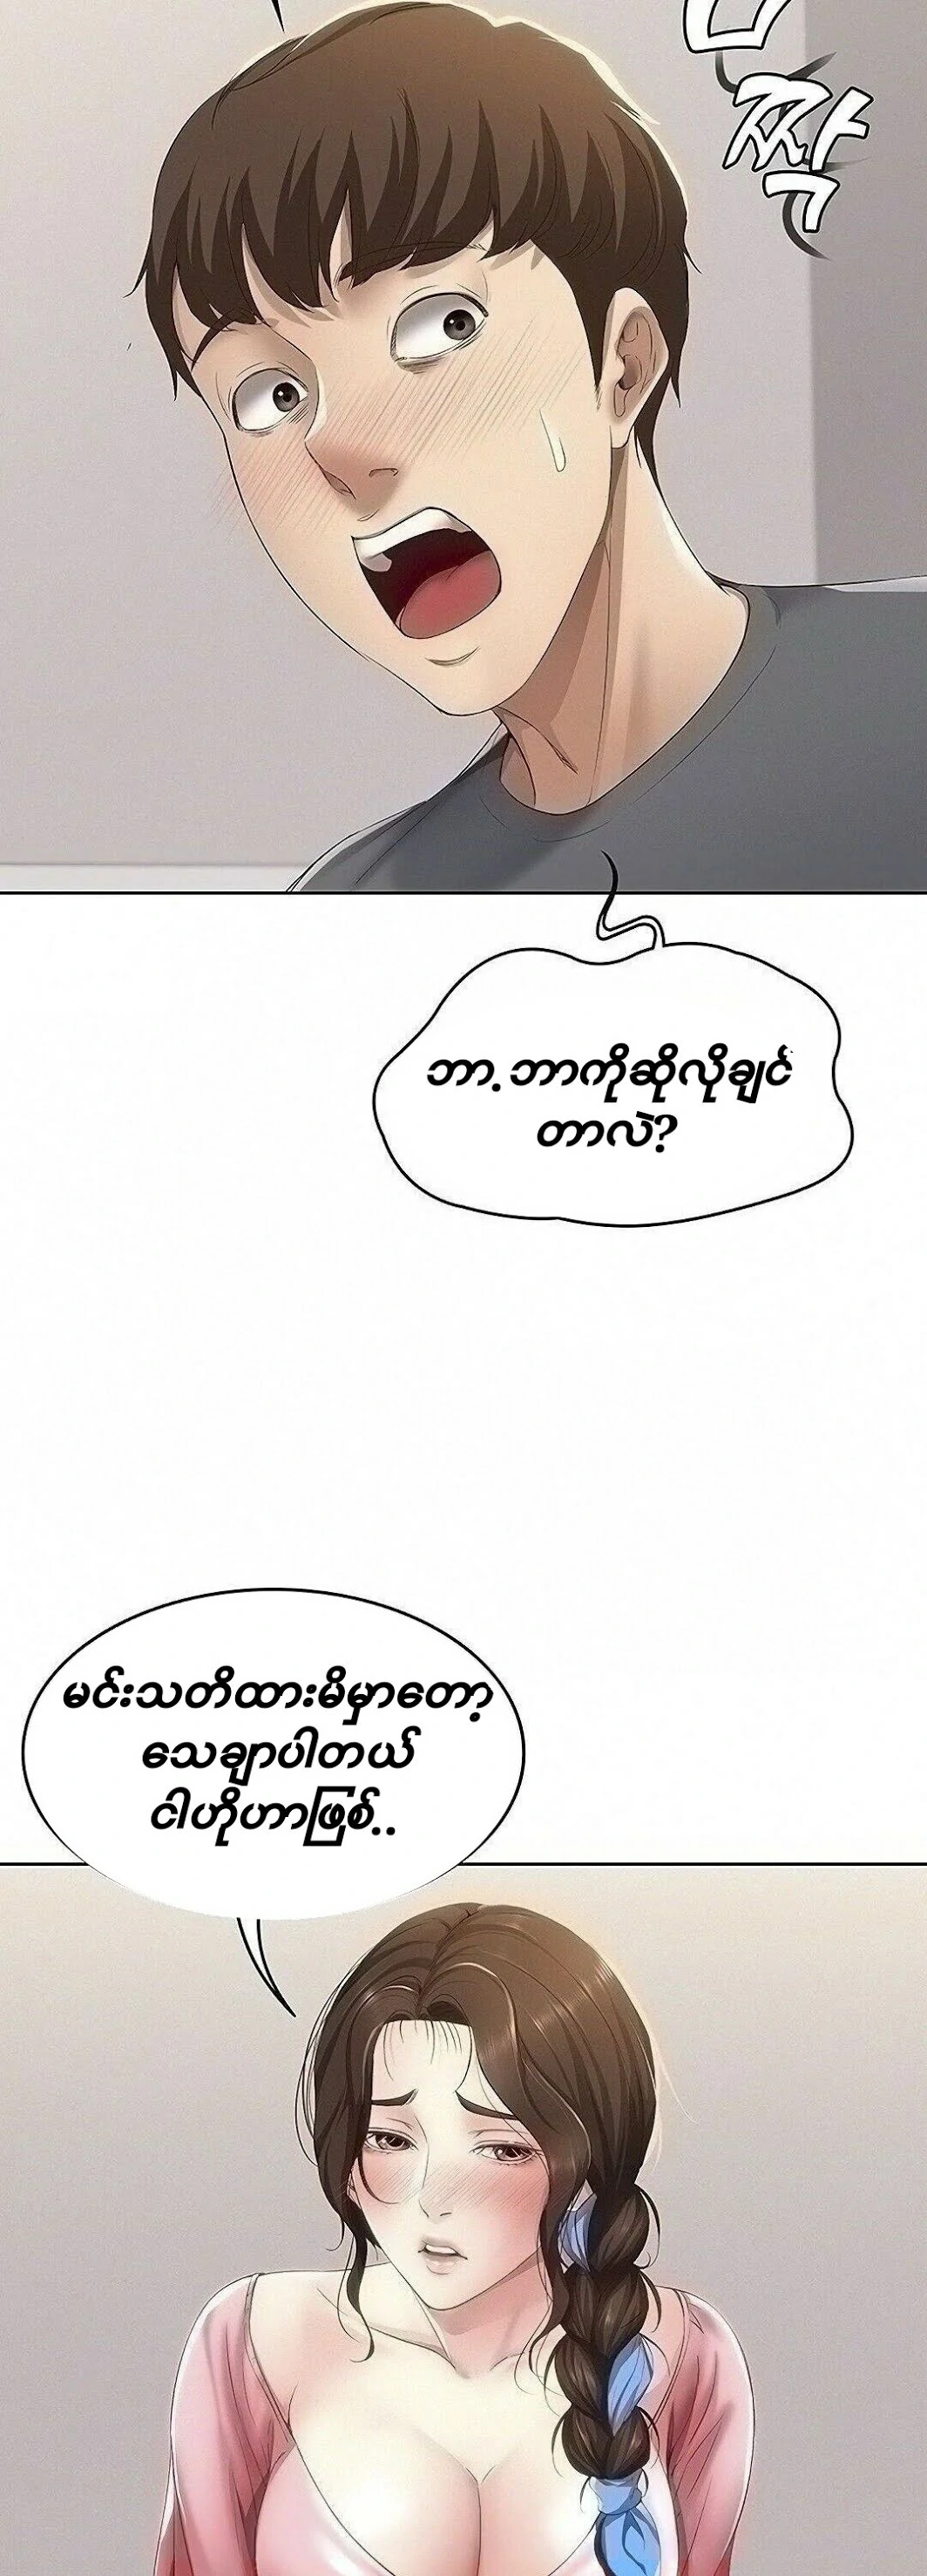 짝
ဘာ. ဘာကိုဆိုလိုချင်
တာလဲ?
မင်းသတိထားမိမှာတော့
သေချာပါတယ်
ငါဟိုဟာဖြစ်..